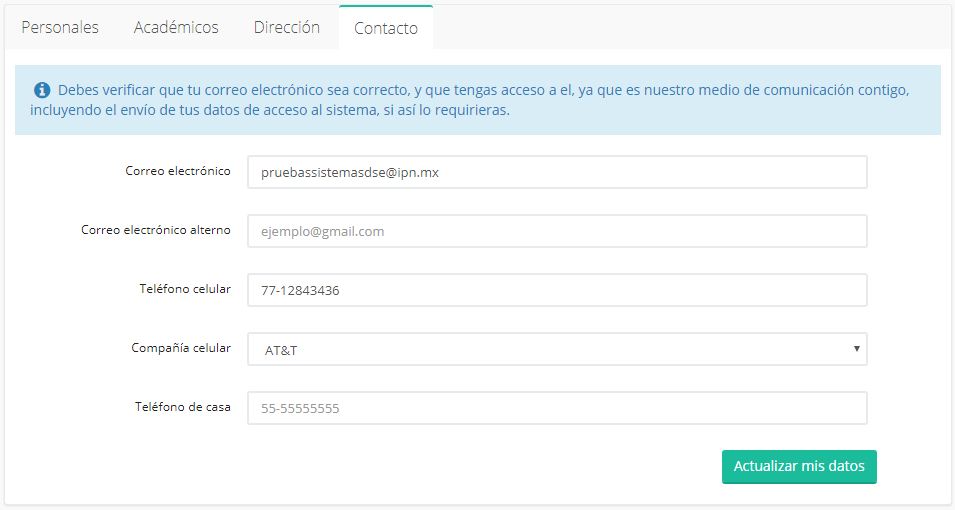 Personales Académicos Dirección Contacto
Debes verificar que tu correo electrónico sea correcto, y que tengas acceso a el, ya que es nuestro medio de comunicación contigo,
incluyendo el envío de tus datos de acceso al sistema, si así lo requirieras.
Correo electrónico pruebassistemasdse@ipn.mx
Correo electrónico alterno ejemplo@gmail.com
Teléfono celular 77-12843436
Compañía celular AT&T
Teléfono de casa 55-55555555
Actualizar mis datos